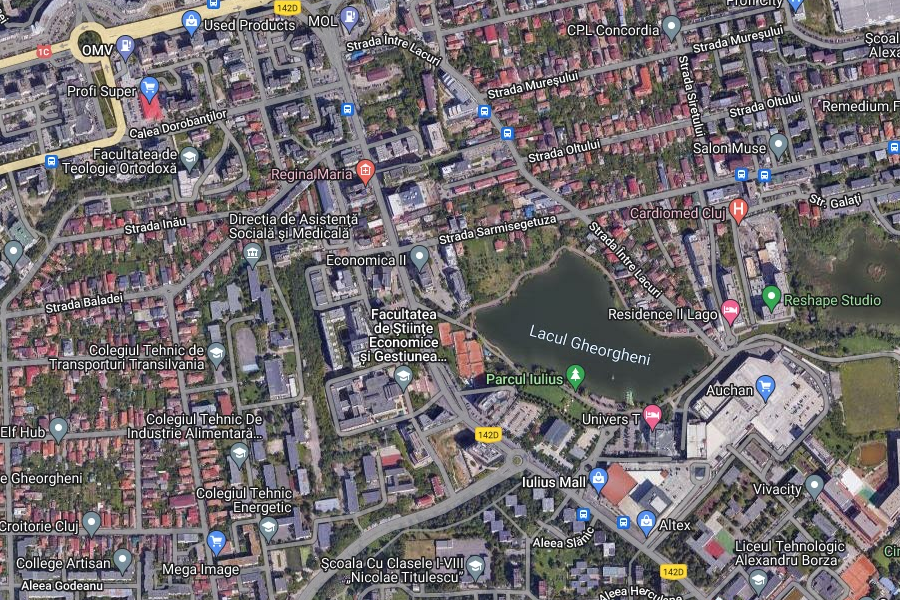 142D
Used Products
MOL
Profi City
CPL Concordia
1C
OMV
Strada Între Lacuri
Strada Mureșului
Școal
Alexa
Profi Super
Strada Mureșului
Strada Siretului
Strada Oltului
Remedium F
Calea Dorobanților
Facultatea de
Teologie Ortodoxă
Strada Oltului
Salon Muse
Regina Maria
Str. Galați
Strada Inău
Direcția de Asistență
Socială și Medicală
Strada Sarmisegetuza
Cardiomed Cluj
Strada Între Lacuri
Economica II
Strada Baladei
Reshape Studio
Residence Il Lago
Facultatea
de Științe
Economice
și Gestiunea...
Lacul Gheorgheni
Colegiul Tehnic de
Transporturi Transilvania
Parcul Iulius
Auchan
Univers T
Elf Hub
Colegiul Tehnic De
Industrie Alimentară...
142D
e Gheorgheni
Iulius Mall
Vivacity
Colegiul Tehnic
Energetic
Croitorie Cluj
Altex
Aleea Slănic
College Artisan
Mega Image
Școala Cu Clasele I-VIII
„Nicolae Titulescu”
142D
Liceul Tehnologic
Alexandru Borza
Aleea Godeanu
Aleea Herculane